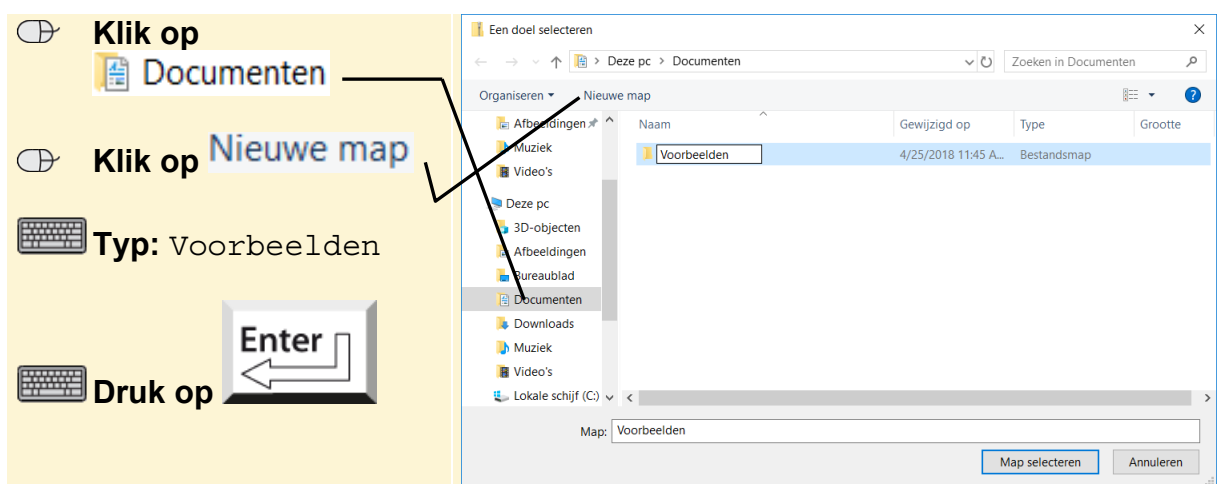 Klik op
Documenten
Klik op Nieuwe map
Typ: Voorbeelden
Enter
Druk op
Een doel selecteren
Deze pc > Documenten
Zoeken in Documenten
Organiseren
Nieuwe map
Naam
Gewijzigd op
Type
Grootte
Afbeeldingen
Muziek
Video's
Deze pc
3D-objecten
Afbeeldingen
Bureaublad
Documenten
Downloads
Muziek
Video's
Lokale schijf (C:)
Voorbeelden
4/25/2018 11:45 A...
Bestandsmap
Map: Voorbeelden
Map selecteren
Annuleren